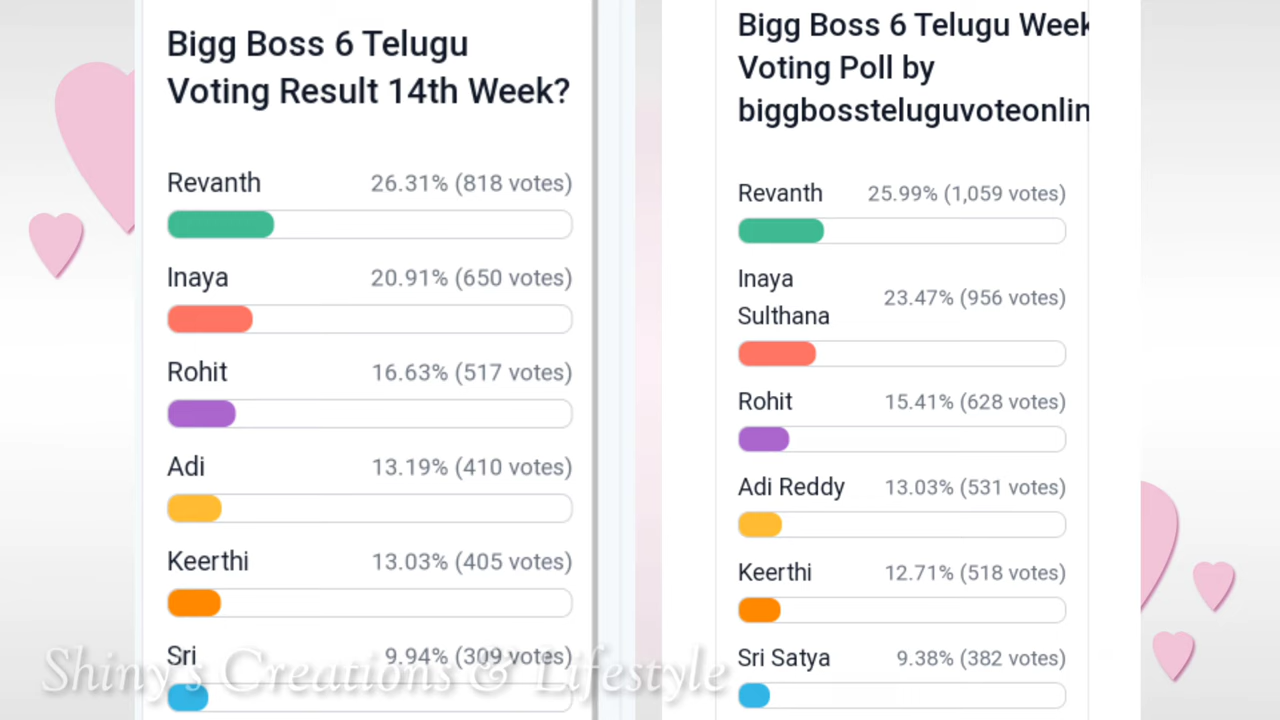 Bigg Boss 6 Telugu
Voting Result 14th Week?
Revanth 26.31% (818 votes)
Inaya 20.91% (650 votes)
Rohit 16.63% (517 votes)
Adi 13.19% (410 votes)
Keerthi 13.03% (405 votes)
Sri 9.94% (309 votes)
Bigg Boss 6 Telugu Week
Voting Poll by
biggbossteluguvoteonlin
Revanth 25.99% (1,059 votes)
Inaya
Sulthana 23.47% (956 votes)
Rohit 15.41% (628 votes)
Adi Reddy 13.03% (531 votes)
Keerthi 12.71% (518 votes)
Sri Satya 9.38% (382 votes)
Shiny's Creations & Lifestyle